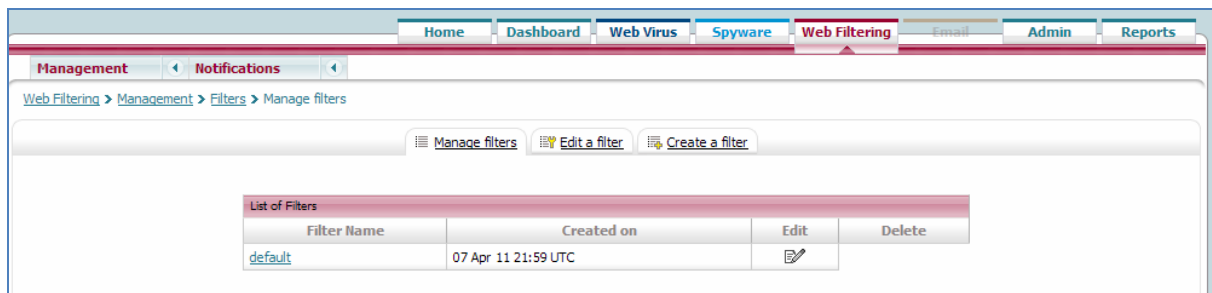 Home Dashboard Web Virus Spyware Web Filtering Email Admin Reports
Management Notifications
Web Filtering > Management > Filters > Manage filters
Manage filters Edit a filter Create a filter
List of Filters
Filter Name Created on Edit Delete
default 07 Apr 11 21:59 UTC